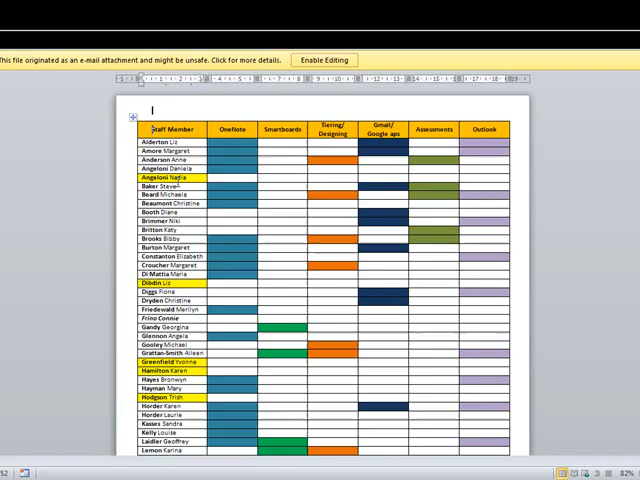 This file originated as an e-mail attachment and might be unsafe. Click for more details. Enable Editing
Staff Member OneNote Smartboards Tiering/ Designing Gmail/ Google aps Assessments Outlook
Alderton Liz
Amore Margaret
Anderson Anne
Angeloni Daniela
Angeloni Nadia
Baker Steve
Beard Michaela
Beaumont Christine
Booth Diane
Brimmer Niki
Britton Katy
Brooks Bibby
Burton Margaret
Constanton Elizabeth
Croucher Margaret
Di Mattia Maria
Dibdin Liz
Diggs Fiona
Dryden Christine
Friedewald Merilyn
Frino Connie
Gandy Georgina
Glennon Angela
Gooley Michael
Grattan-Smith Aileen
Greenfield Yvonne
Hamilton Karen
Hayes Bronwyn
Hayman Mary
Hodgson Trish
Horder Karen
Horder Laurie
Kasses Sandra
Kelly Louise
Laidler Geoffrey
Lemon Karina
52 82%